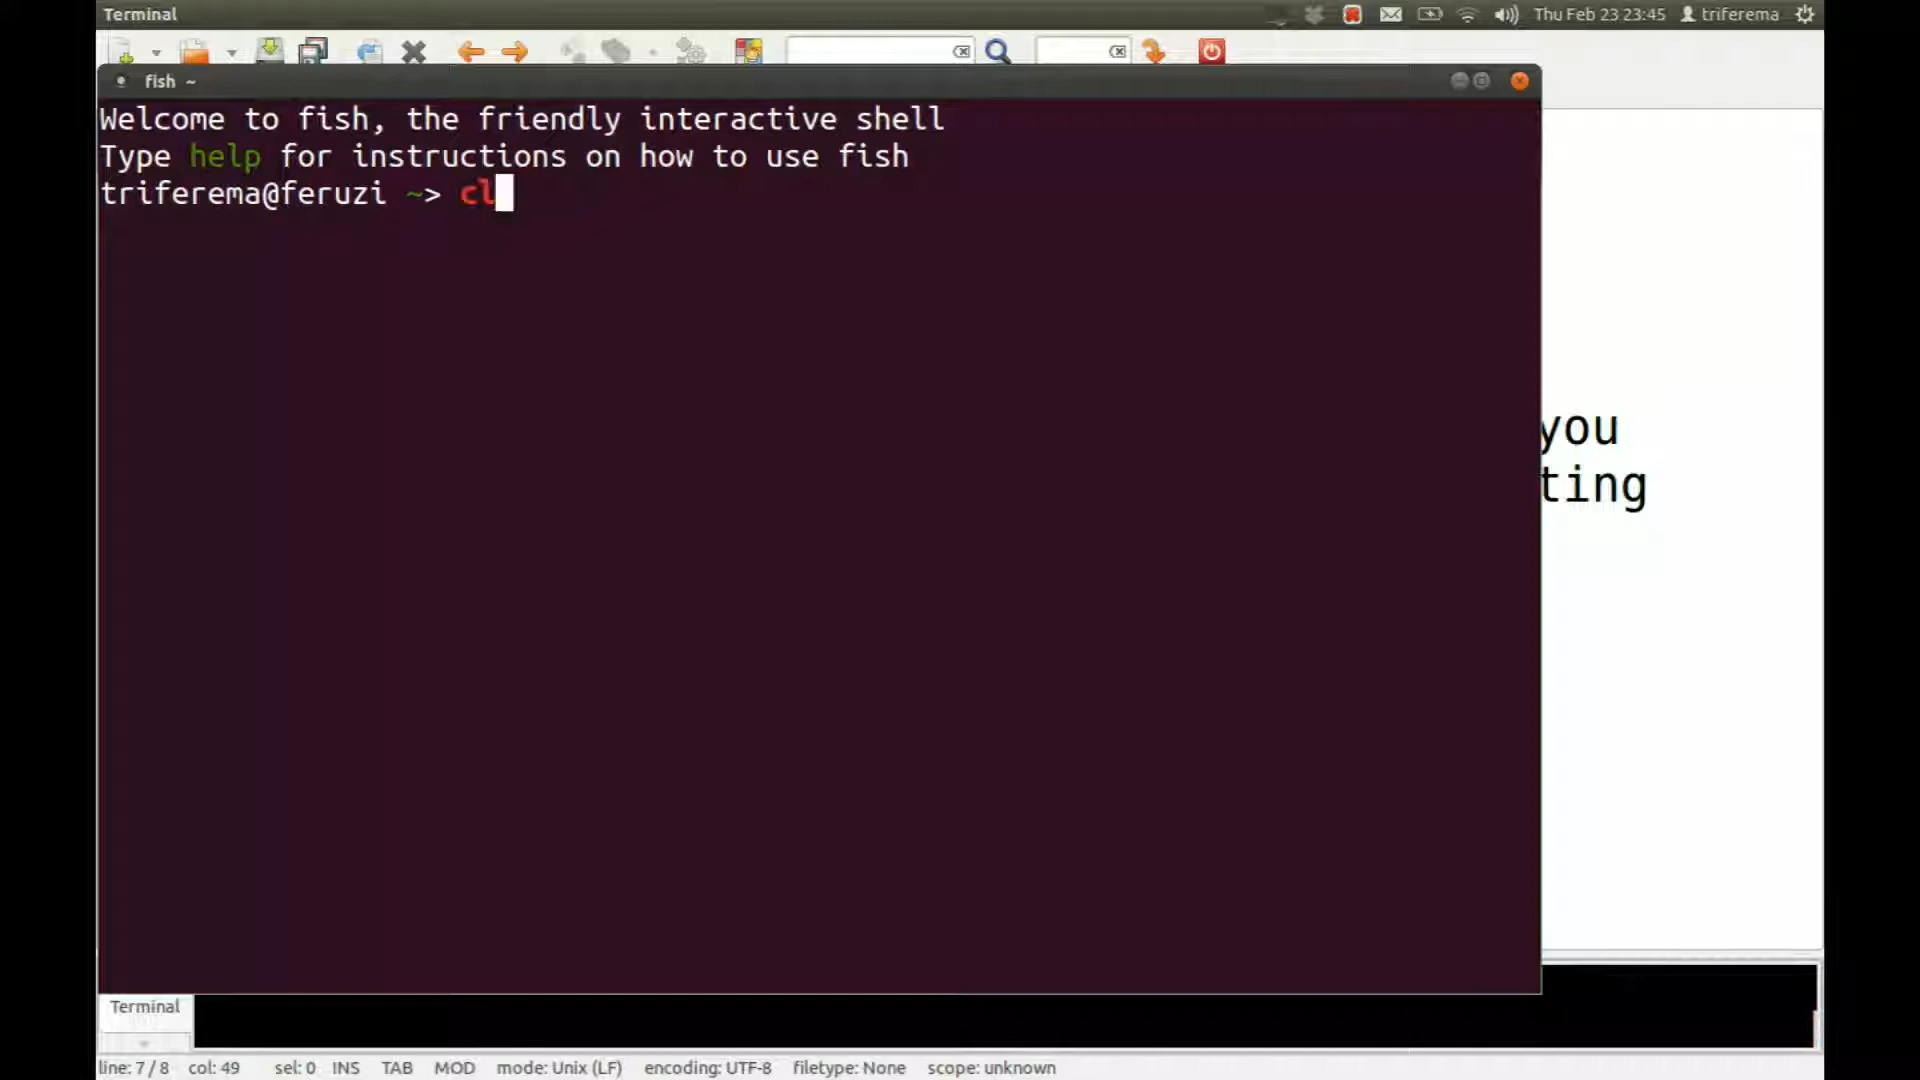 Terminal
Thu Feb 23 23:45 triferema
fish ~
Welcome to fish, the friendly interactive shell
Type help for instructions on how to use fish
triferema@feruzi ~> cl
you
ting
Terminal
line: 7 / 8 col: 49 sel: 0 INS TAB MOD mode: Unix (LF) encoding: UTF-8 filetype: None scope: unknown